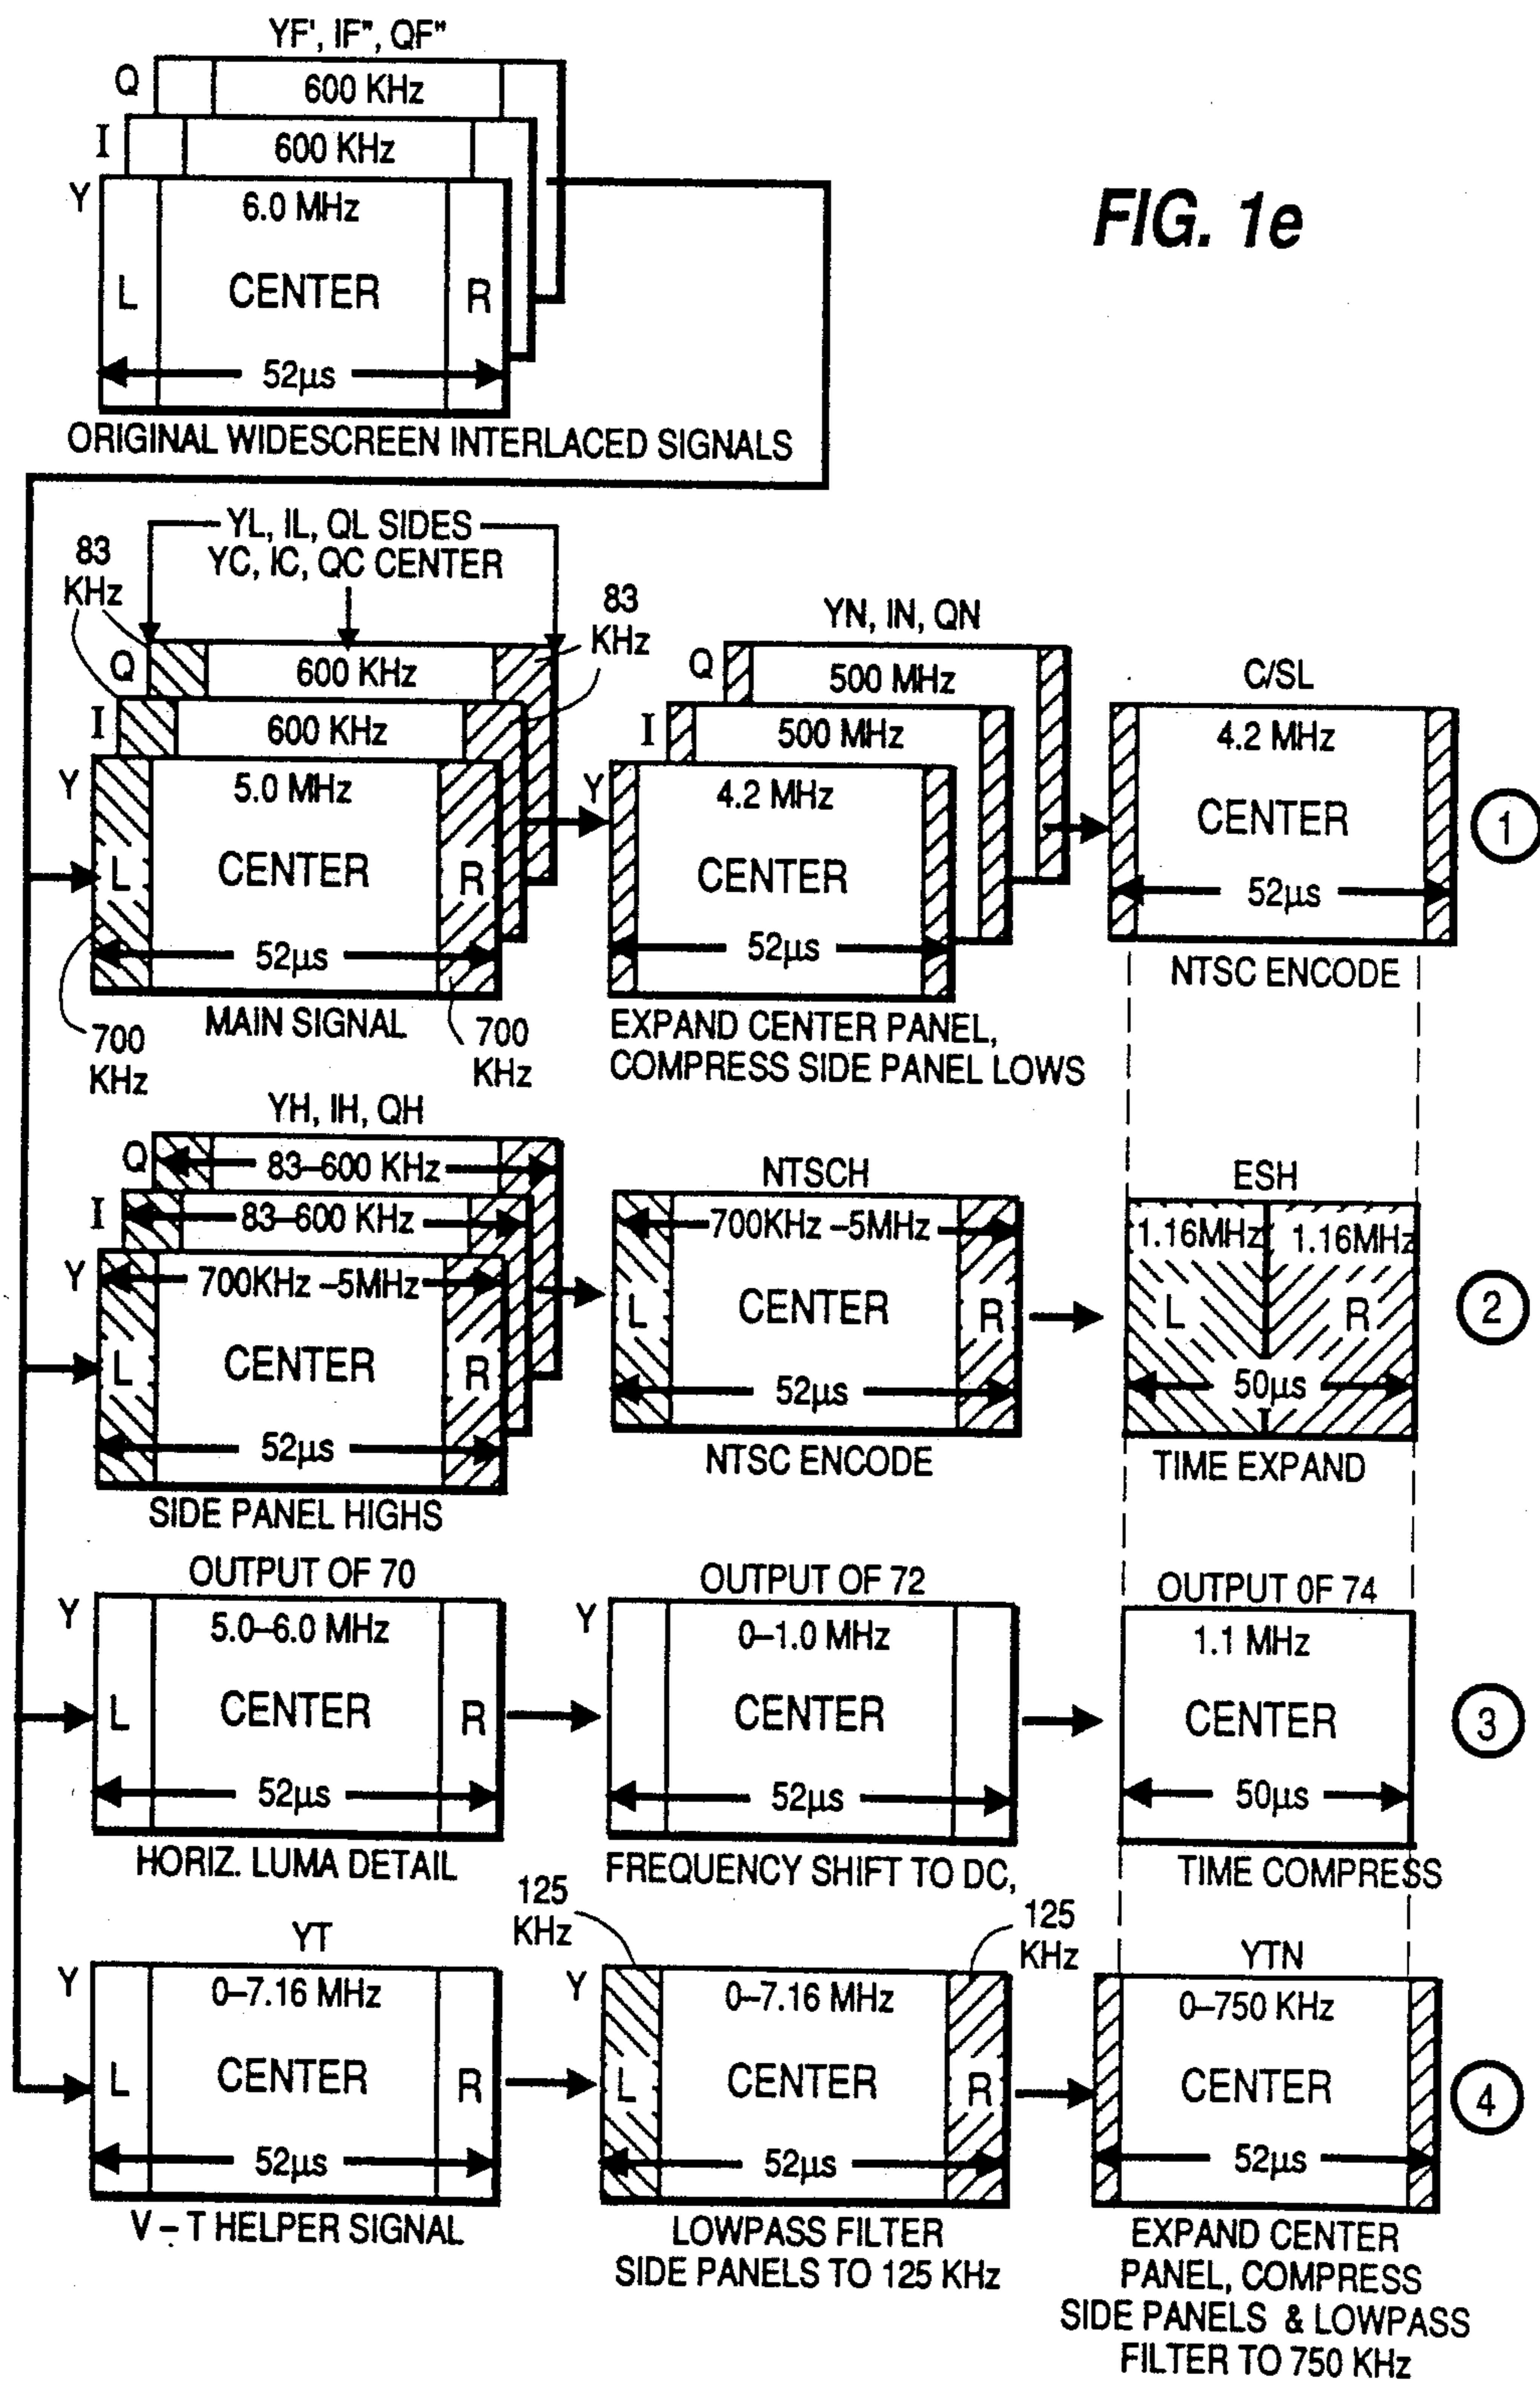 YF', IF", QF"
Q
600 KHz
I
600 KHz
Y
6.0 MHz
L
CENTER
R
52µs
ORIGINAL WIDESCREEN INTERLACED SIGNALS
FIG. 1e
YL, IL, QL SIDES
YC, IC, QC CENTER
83
KHz
83
KHz
Q
600 KHz
I
600 KHz
Y
5.0 MHz
L
CENTER
R
52µs
MAIN SIGNAL
700
KHz
700
KHz
YN, IN, QN
Q
500 MHz
I
500 MHz
Y
4.2 MHz
CENTER
52µs
EXPAND CENTER PANEL,
COMPRESS SIDE PANEL LOWS
C/SL
4.2 MHz
CENTER
52µs
NTSC ENCODE
1
YH, IH, QH
Q
83–600 KHz
I
83–600 KHz
Y
700KHz –5MHz
L
CENTER
R
52µs
SIDE PANEL HIGHS
NTSCH
700KHz –5MHz
L
CENTER
R
52µs
NTSC ENCODE
ESH
1.16MHz
1.16MHz
L
R
50µs
TIME EXPAND
2
OUTPUT OF 70
Y
5.0–6.0 MHz
L
CENTER
R
52µs
HORIZ. LUMA DETAIL
OUTPUT OF 72
Y
0–1.0 MHz
CENTER
52µs
FREQUENCY SHIFT TO DC,
OUTPUT OF 74
1.1 MHz
CENTER
50µs
TIME COMPRESS
3
YT
Y
0–7.16 MHz
L
CENTER
R
52µs
V – T HELPER SIGNAL
125
KHz
125
KHz
Y
0–7.16 MHz
L
CENTER
R
52µs
LOWPASS FILTER
SIDE PANELS TO 125 KHz
YTN
0–750 KHz
CENTER
52µs
EXPAND CENTER
PANEL, COMPRESS
SIDE PANELS & LOWPASS
FILTER TO 750 KHz
4